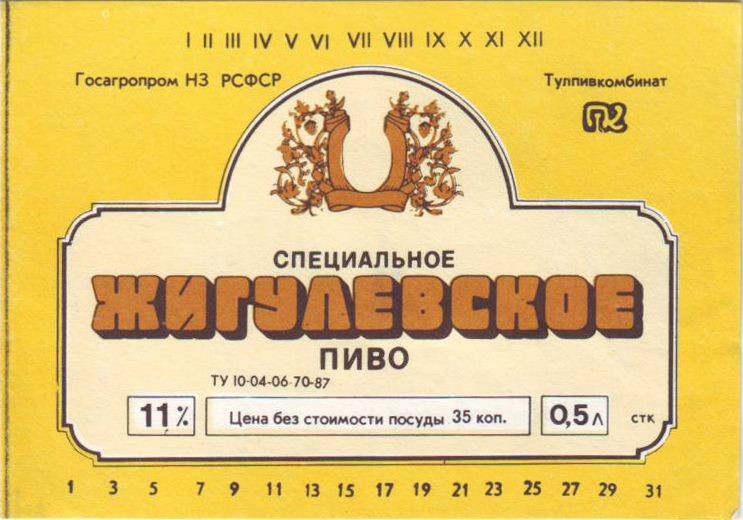 I II III IV V VI VII VIII IX X XI XII
Госагропром НЗ РСФСР
Тулпивкомбинат
СПЕЦИАЛЬНОЕ
ЖИГУЛЕВСКОЕ
ПИВО
ТУ 10-04-06-70-87
11%
Цена без стоимости посуды 35 коп.
0,5 л
стк
1 3 5 7 9 11 13 15 17 19 21 23 25 27 29 31